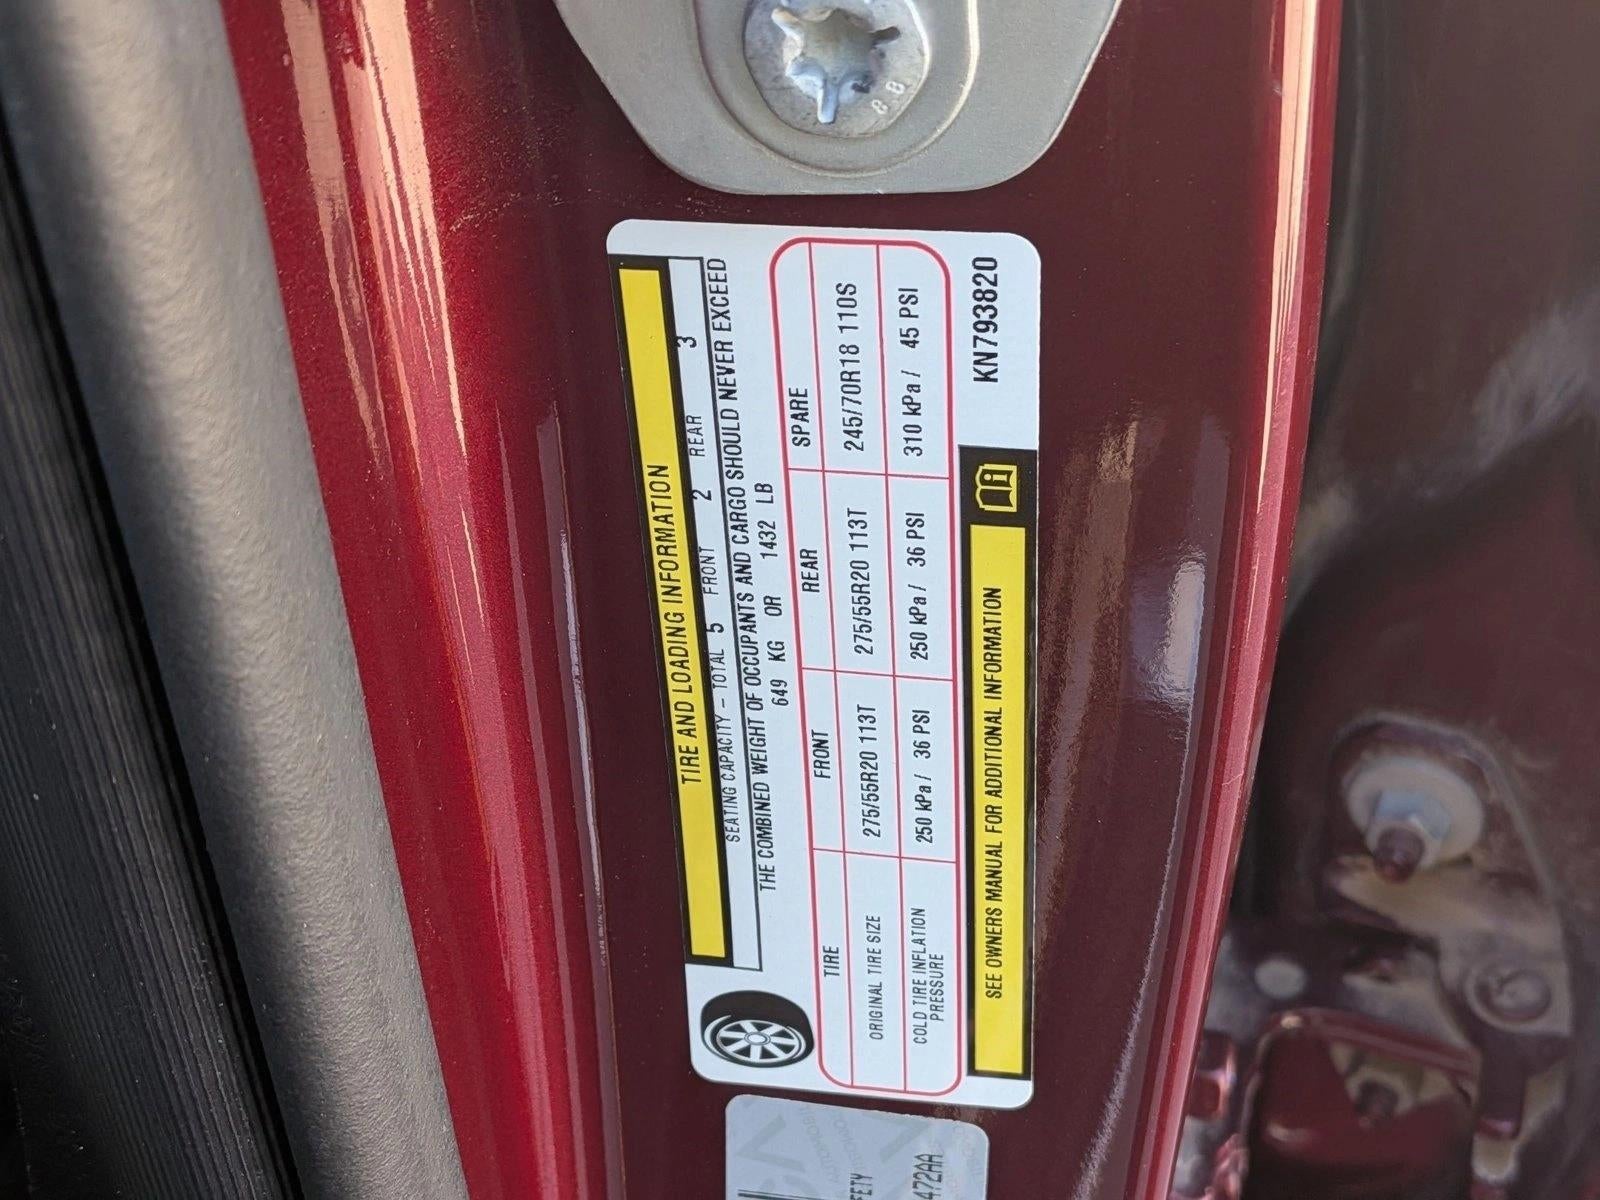 88
TIRE AND LOADING INFORMATION
SEATING CAPACITY – TOTAL 5 FRONT 2 REAR 3
THE COMBINED WEIGHT OF OCCUPANTS AND CARGO SHOULD NEVER EXCEED
649 KG OR 1432 LB
TIRE FRONT REAR SPARE
ORIGINAL TIRE SIZE 275/55R20 113T 275/55R20 113T 245/70R18 110S
COLD TIRE INFLATION PRESSURE 250 kPa / 36 PSI 250 kPa / 36 PSI 310 kPa / 45 PSI
SEE OWNERS MANUAL FOR ADDITIONAL INFORMATION
KN793820
FETY
472AA